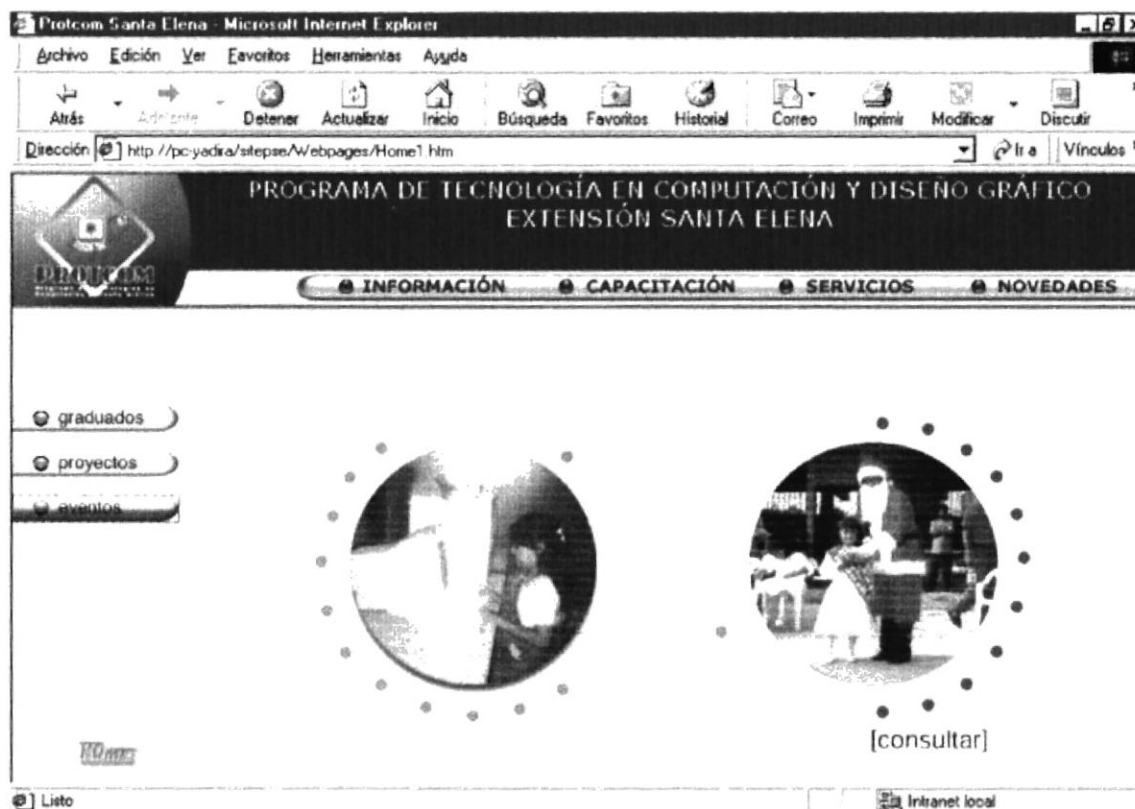 Protcom Santa Elena - Microsoft Internet Explorer
Archivo Edición Ver Favoritos Herramientas Ayuda
Atrás Adelante Detener Actualizar Inicio Búsqueda Favoritos Historial Correo Imprimir Modificar Discutir
Dirección http://pc-yadira/sitepse/Webpages/Home1.htm Ir a Vínculos
PROGRAMA DE TECNOLOGÍA EN COMPUTACIÓN Y DISEÑO GRÁFICO
EXTENSIÓN SANTA ELENA
PROTCOM
INFORMACIÓN CAPACITACIÓN SERVICIOS NOVEDADES
graduados
proyectos
eventos
[consultar]
Listo Intranet local